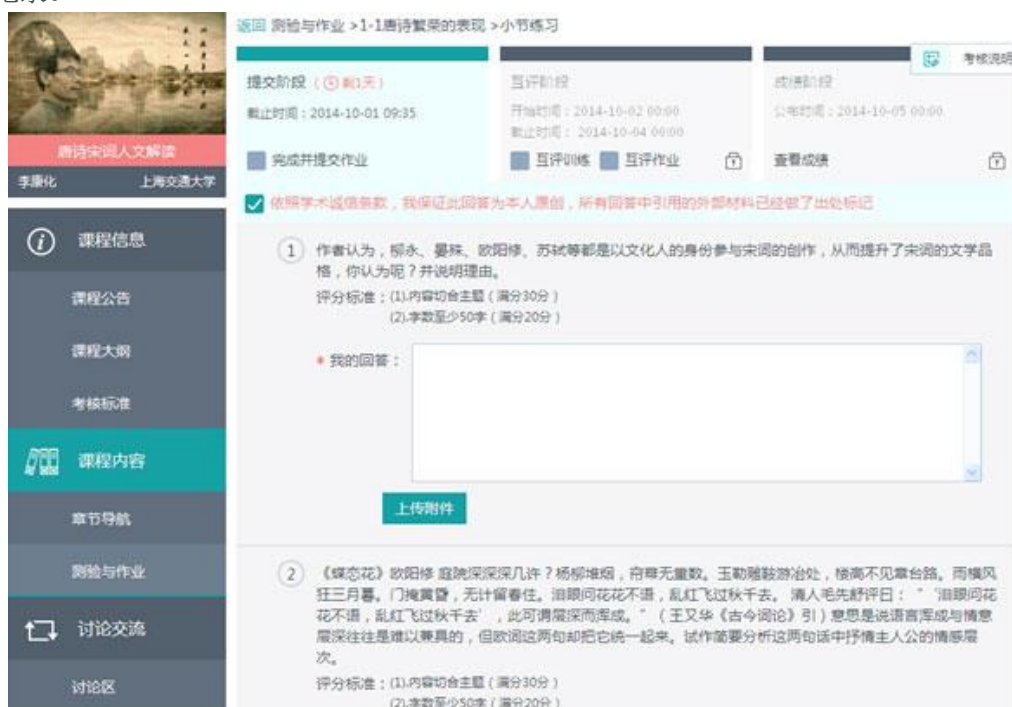 返回 测验与作业 >1-1唐诗繁荣的表现 >小节练习
考核说明
提交阶段 （剩1天）
截止时间：2014-10-01 09:35
完成并提交作业
互评阶段
开始时间：2014-10-02 00:00
截止时间： 2014-10-04 00:00
互评训练 互评作业
成绩阶段
公布时间：2014-10-05 00:00
查看成绩
唐诗宋词人文解读
李康化 上海交通大学
依照学术诚信条款，我保证此回答为本人原创，所有回答中引用的外部材料已经做了出处标记
课程信息
课程公告
课程大纲
考核标准
课程内容
章节导航
测验与作业
讨论交流
讨论区
1 作者认为，柳永、晏殊、欧阳修、苏轼等都是以文化人的身份参与宋词的创作，从而提升了宋词的文学品
格，你认为呢？并说明理由。
评分标准：(1).内容切合主题（满分30分）
(2).字数至少50字（满分20分）
* 我的回答：
上传附件
2 《蝶恋花》欧阳修 庭院深深深几许？杨柳堆烟，帘幕无重数。玉勒雕鞍游冶处，楼高不见章台路。雨横风
狂三月暮。门掩黄昏，无计留春住。泪眼问花花不语，乱红飞过秋千去。 清人毛先舒评曰：“‘泪眼问花
花不语，乱红飞过秋千去’，此可谓层深而浑成。”（王又华《古今词论》引）意思是说语言浑成与情意
层深往往是难以兼具的，但欧词这两句却把它统一起来。试作简要分析这两句话中抒情主人公的情感层
次。
评分标准：(1).内容切合主题（满分30分）
(2).字数至少50字（满分20分）